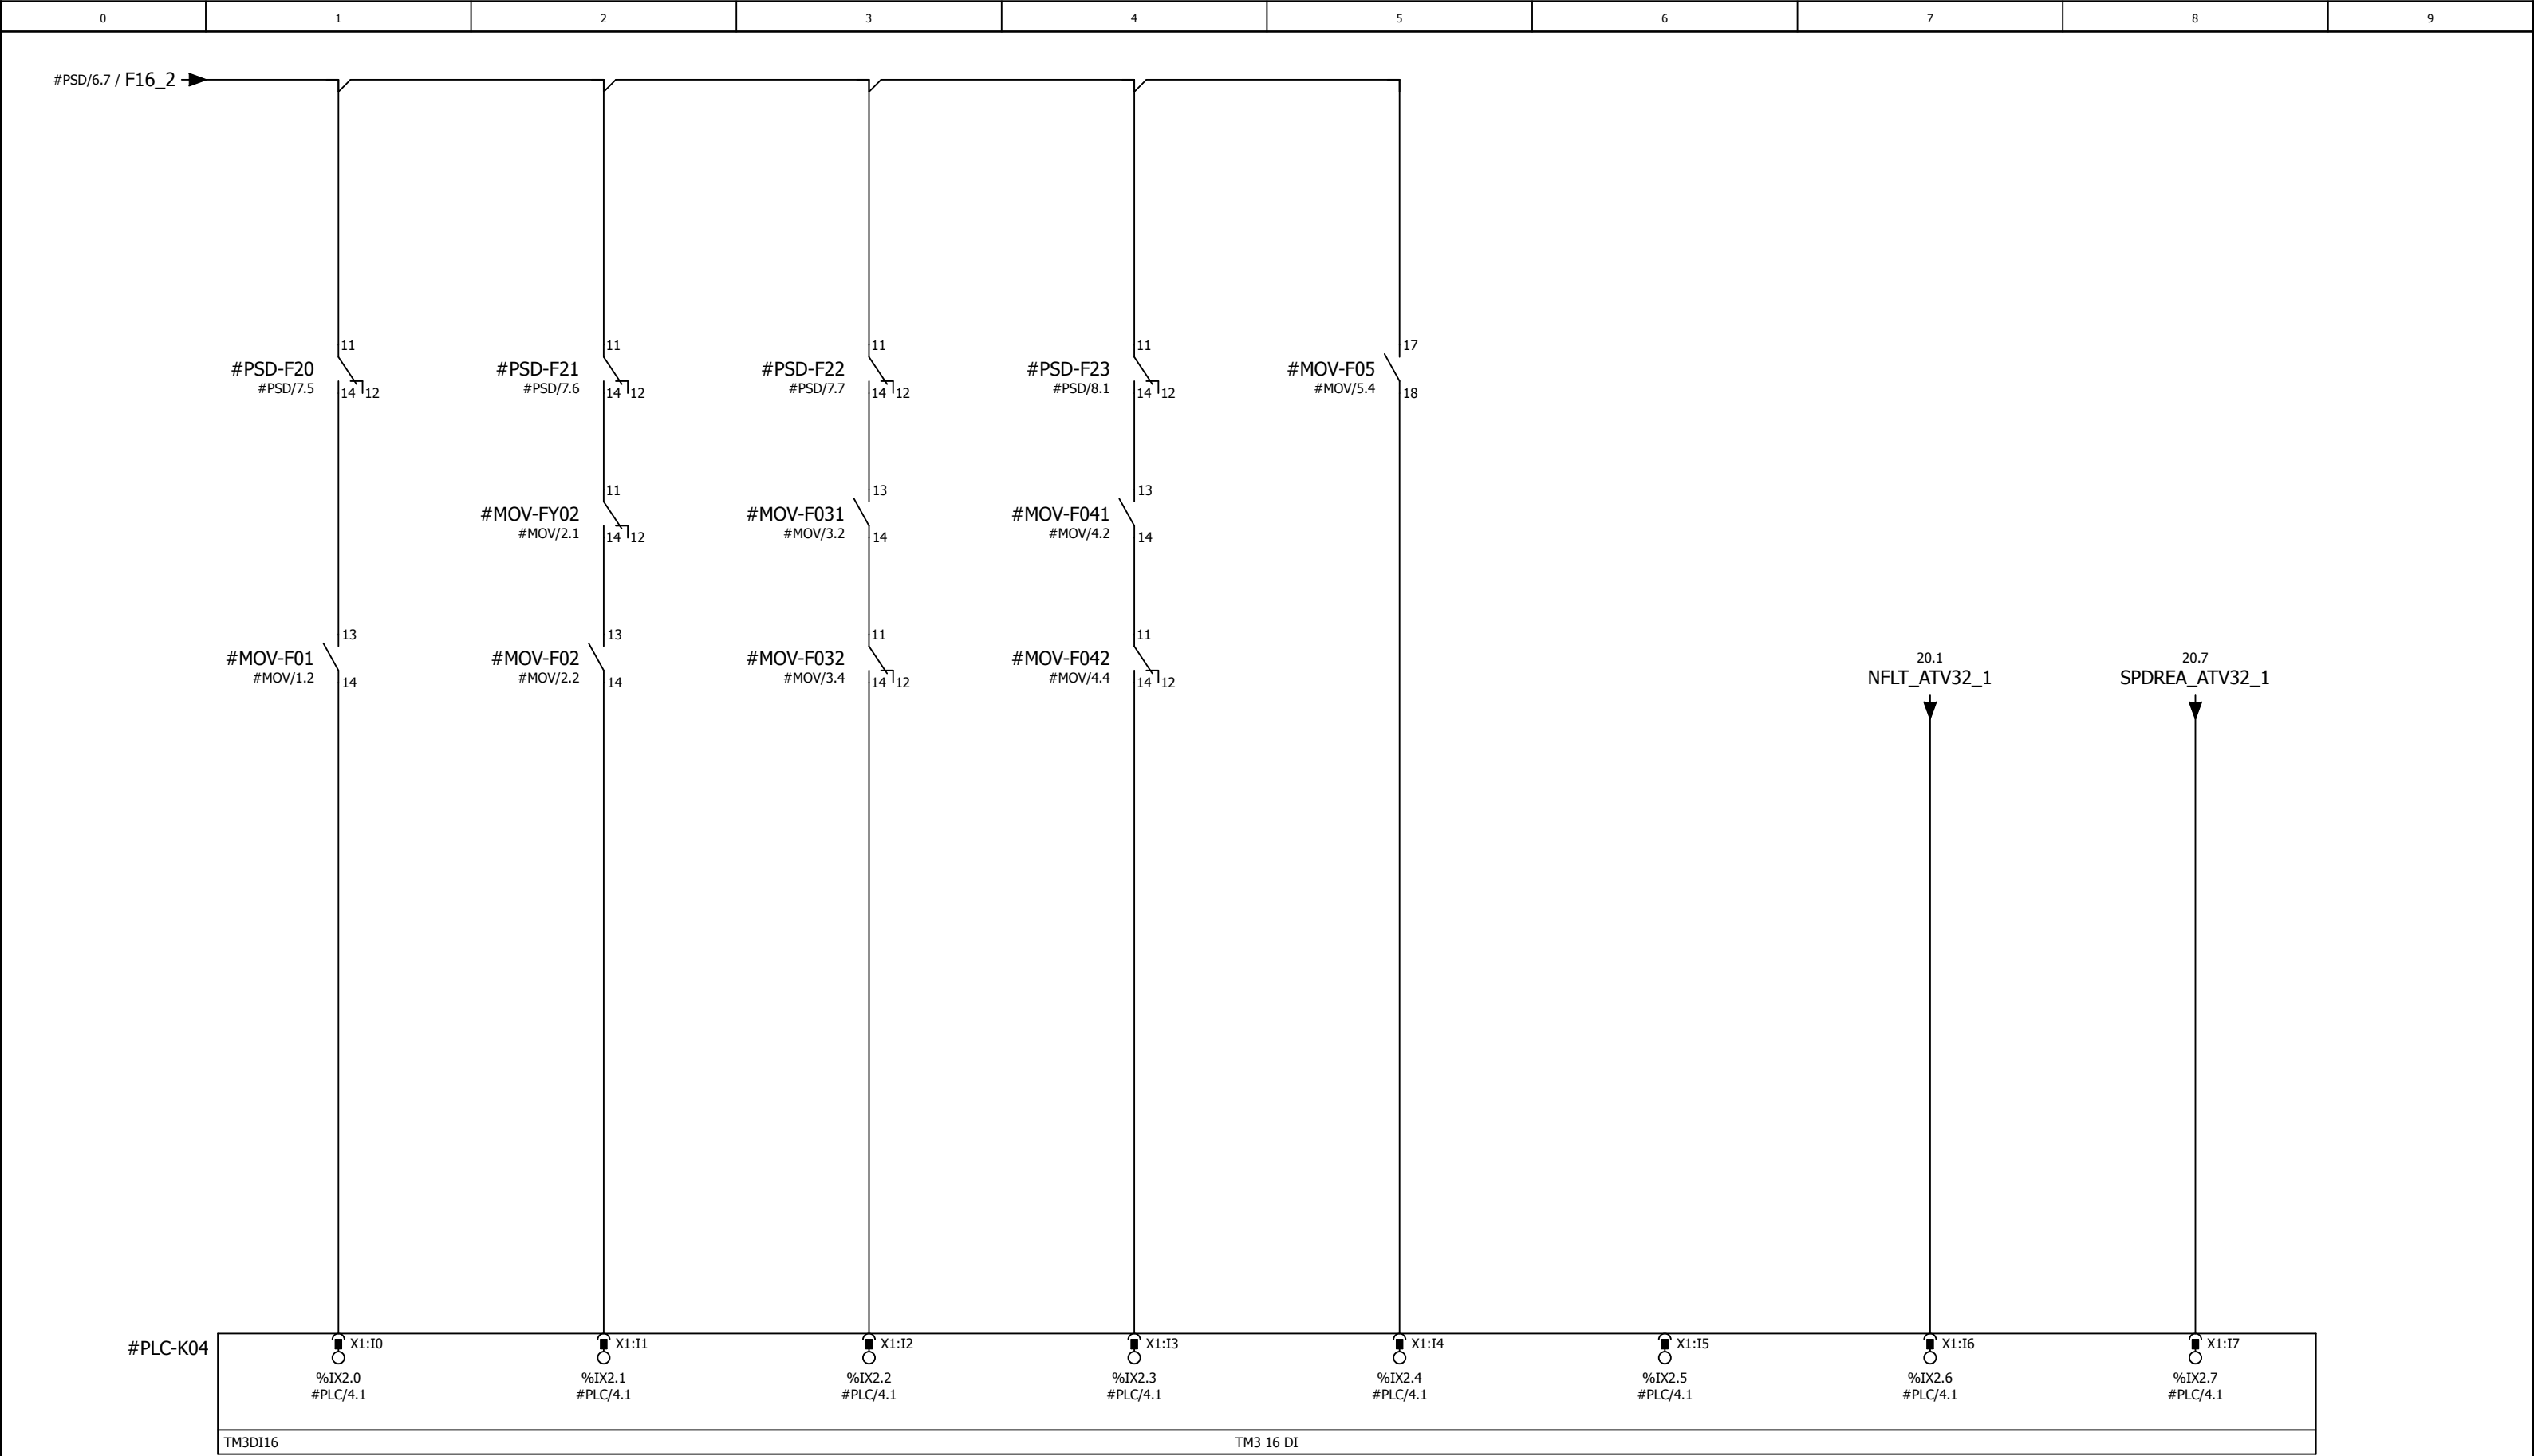 0 1 2 3 4 5 6 7 8 9
#PSD/6.7 / F16_2
11 11 11 11 17
#PSD-F20 #PSD-F21 #PSD-F22 #PSD-F23 #MOV-F05
#PSD/7.5 #PSD/7.6 #PSD/7.7 #PSD/8.1 #MOV/5.4
14 12 14 12 14 12 14 12 18
11 13 13
#MOV-FY02 #MOV-F031 #MOV-F041
#MOV/2.1 #MOV/3.2 #MOV/4.2
14 12 14 14
13 13 11 11
#MOV-F01 #MOV-F02 #MOV-F032 #MOV-F042 20.1 20.7
#MOV/1.2 #MOV/2.2 #MOV/3.4 #MOV/4.4 NFLT_ATV32_1 SPDREA_ATV32_1
14 14 14 12 14 12
#PLC-K04 X1:I0 X1:I1 X1:I2 X1:I3 X1:I4 X1:I5 X1:I6 X1:I7
%IX2.0 %IX2.1 %IX2.2 %IX2.3 %IX2.4 %IX2.5 %IX2.6 %IX2.7
#PLC/4.1 #PLC/4.1 #PLC/4.1 #PLC/4.1 #PLC/4.1 #PLC/4.1 #PLC/4.1 #PLC/4.1
TM3DI16 TM3 16 DI